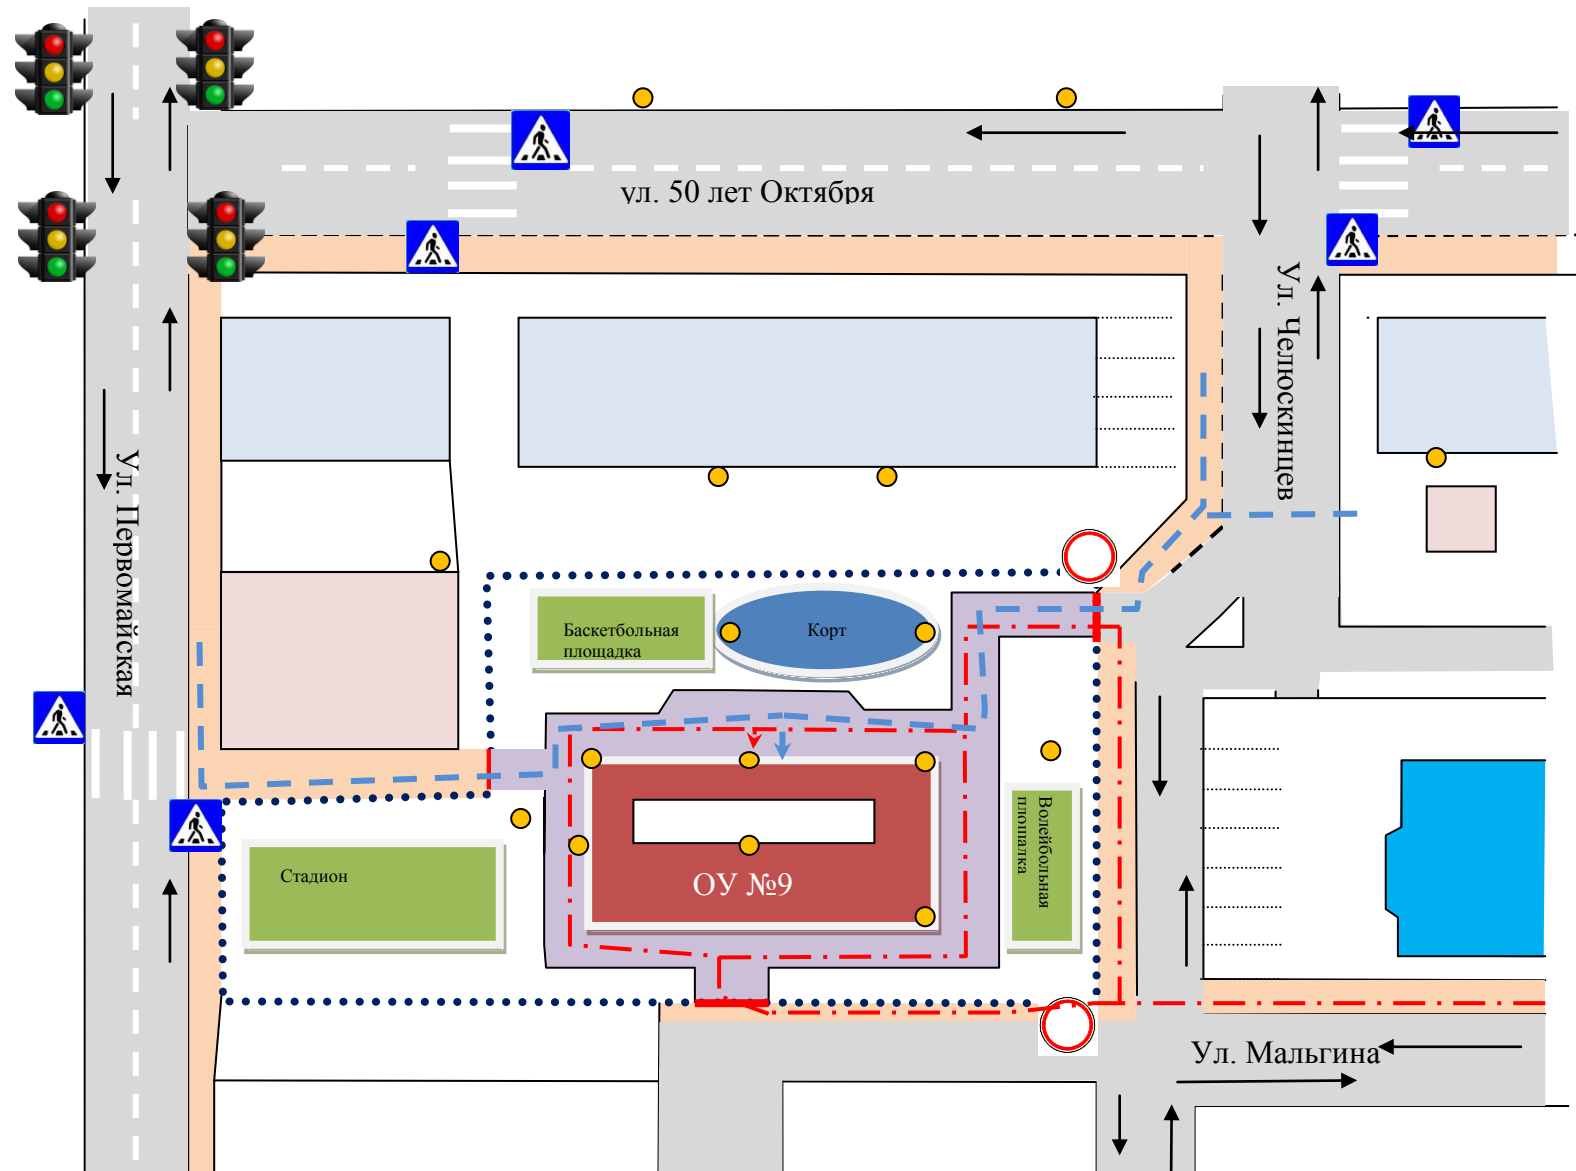 ул. 50 лет Октября
Ул. Челюскинцев
Ул. Первомайская
Баскетбольная
площадка
Корт
Волейбольная
площадка
Стадион
ОУ №9
Ул. Мальгина